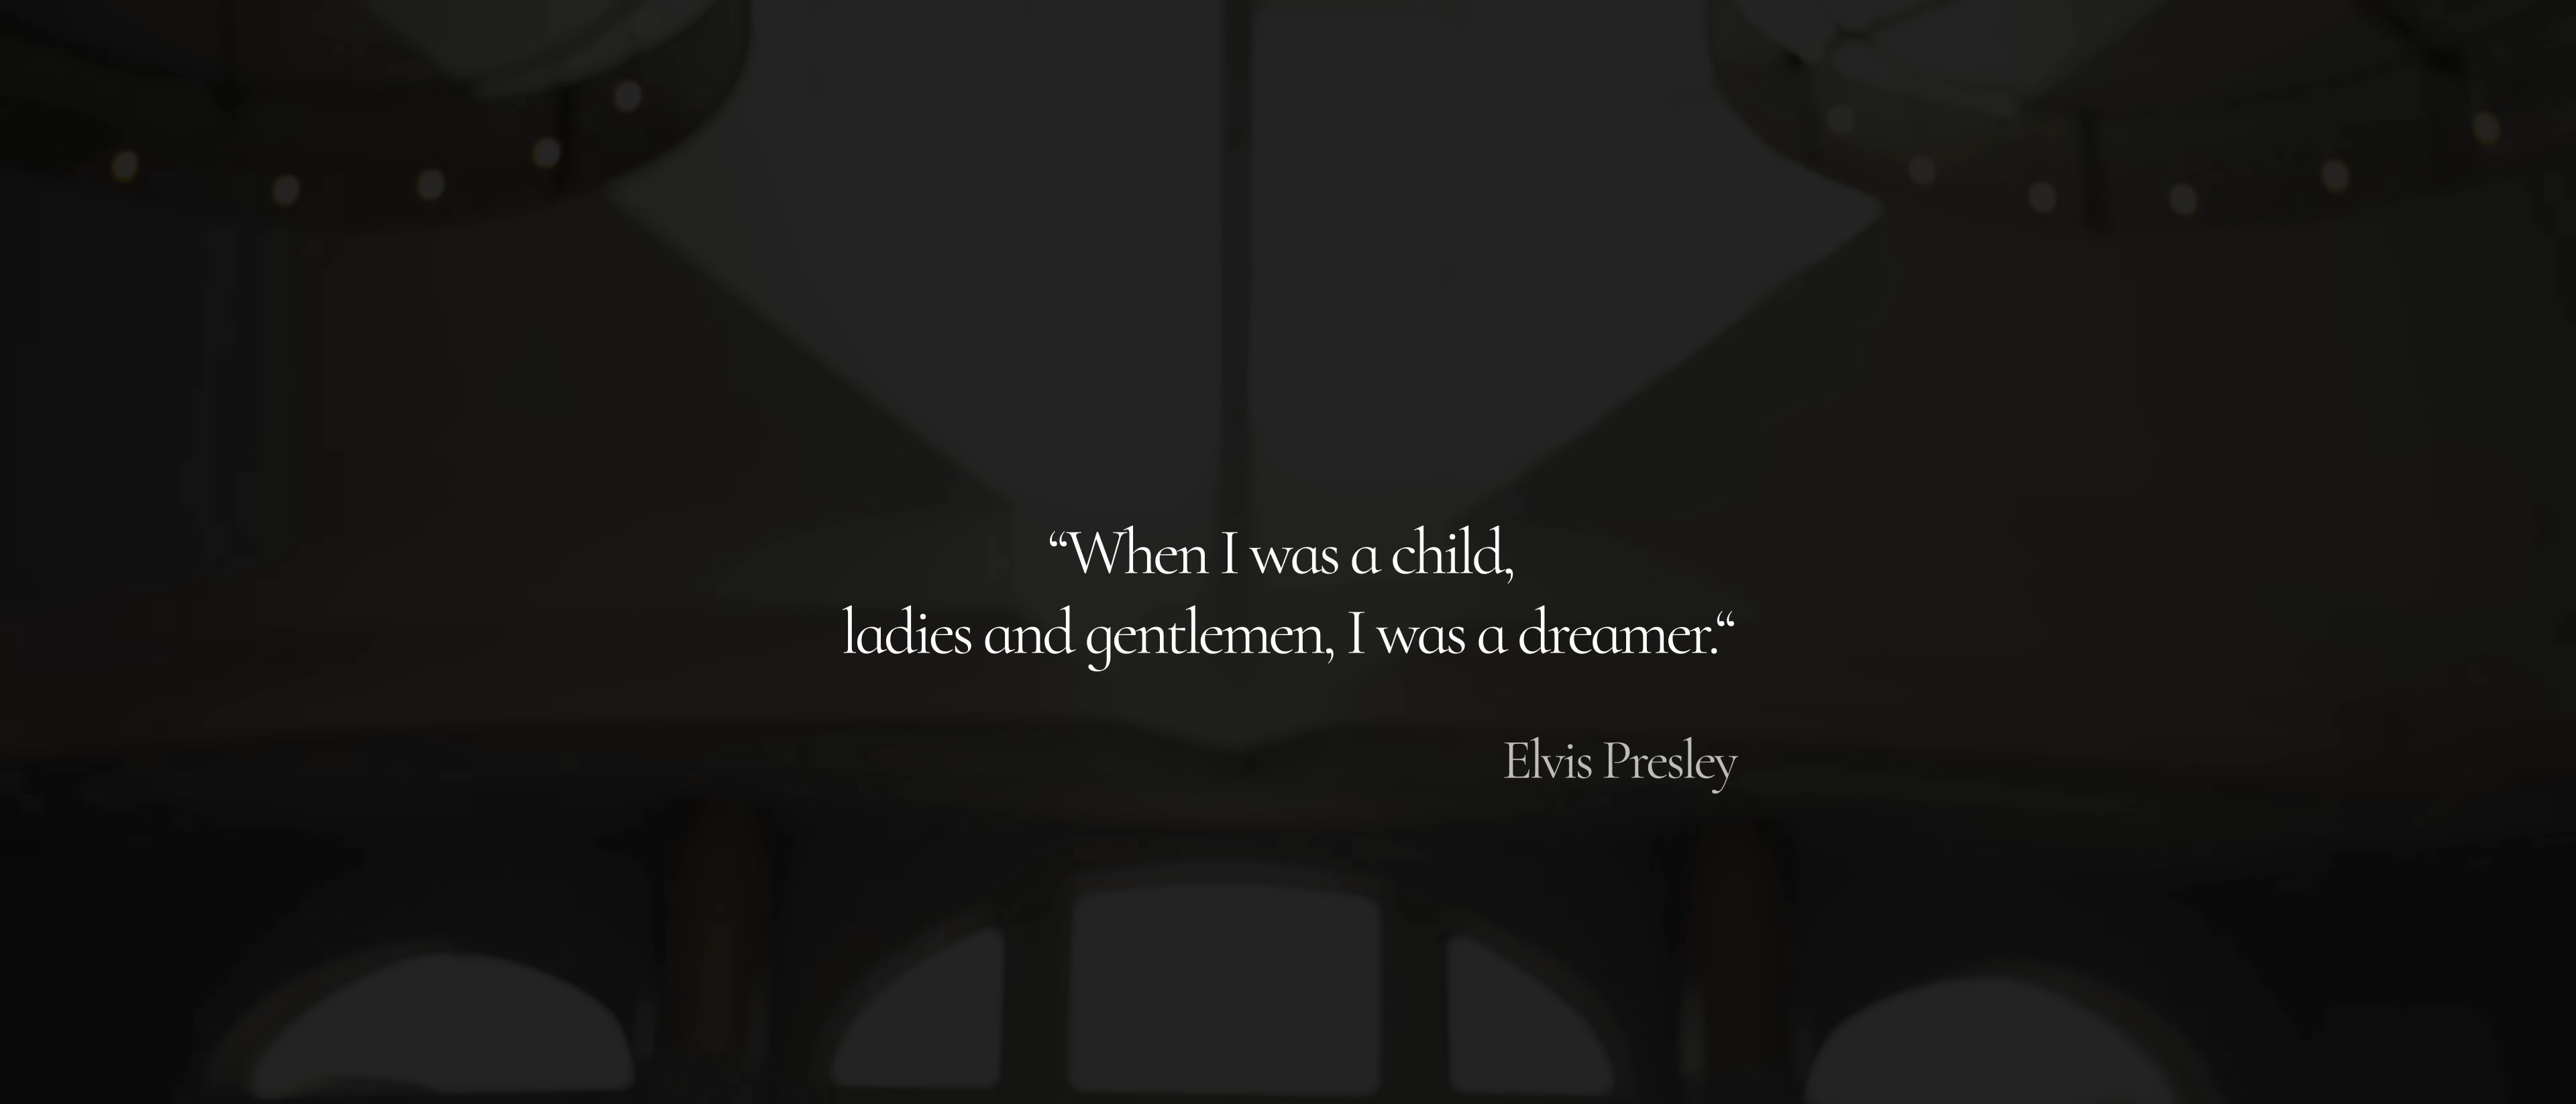 “When I was a child,
ladies and gentlemen, I was a dreamer.“
Elvis Presley